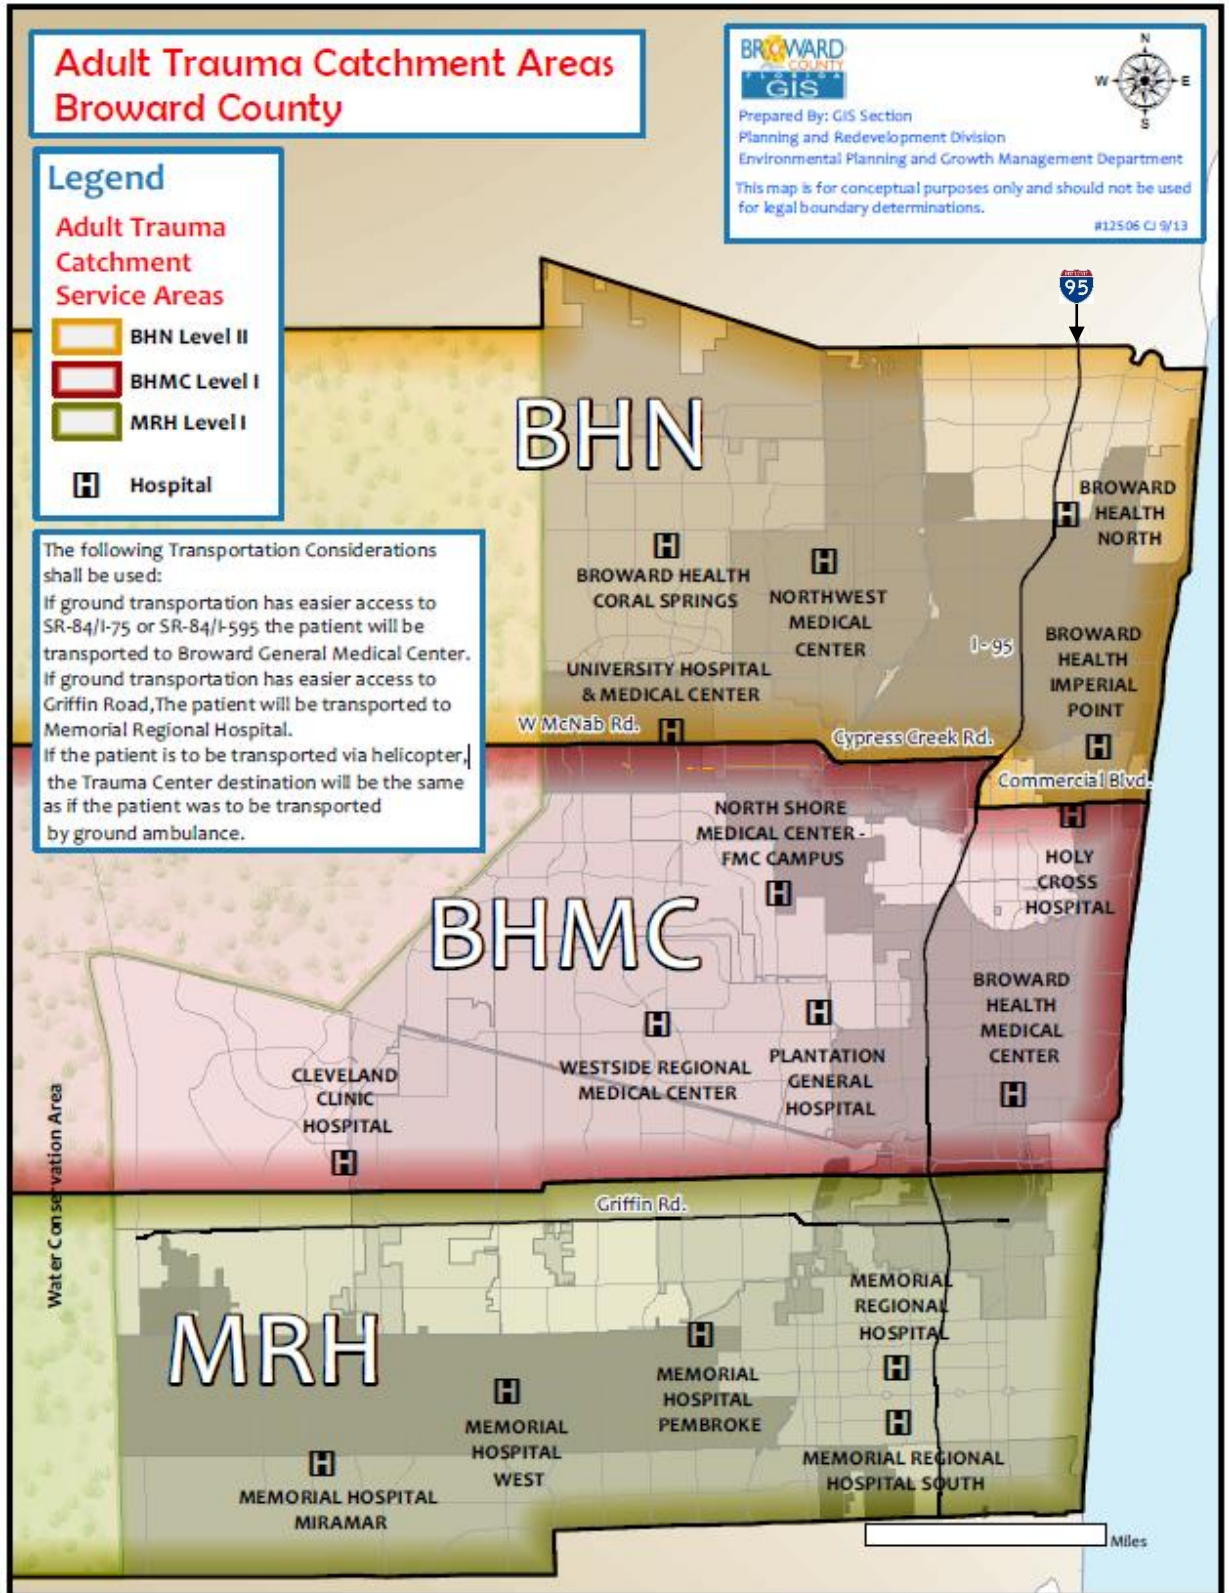 Adult Trauma Catchment Areas
Broward County
BROWARD
COUNTY
FLORIDA
GIS
N
W
E
S
Prepared By: GIS Section
Planning and Redevelopment Division
Environmental Planning and Growth Management Department
This map is for conceptual purposes only and should not be used
for legal boundary determinations.
#12506 CJ 9/13
Legend
Adult Trauma
Catchment
Service Areas
BHN Level II
BHMC Level I
MRH Level I
H Hospital
95
The following Transportation Considerations
shall be used:
If ground transportation has easier access to
SR-84/I-75 or SR-84/I-595 the patient will be
transported to Broward General Medical Center.
If ground transportation has easier access to
Griffin Road,The patient will be transported to
Memorial Regional Hospital.
If the patient is to be transported via helicopter,
the Trauma Center destination will be the same
as if the patient was to be transported
by ground ambulance.
BHN
H
BROWARD
HEALTH
NORTH
H
BROWARD HEALTH
CORAL SPRINGS
H
NORTHWEST
MEDICAL
CENTER
I-95
BROWARD
HEALTH
IMPERIAL
POINT
H
UNIVERSITY HOSPITAL
& MEDICAL CENTER
H
W McNab Rd.
Cypress Creek Rd.
Commercial Blvd.
NORTH SHORE
MEDICAL CENTER -
FMC CAMPUS
H
H
HOLY
CROSS
HOSPITAL
BHMC
BROWARD
HEALTH
MEDICAL
CENTER
H
H
WESTSIDE REGIONAL
MEDICAL CENTER
H
PLANTATION
GENERAL
HOSPITAL
CLEVELAND
CLINIC
HOSPITAL
H
Water Conservation Area
Griffin Rd.
MRH
MEMORIAL
REGIONAL
HOSPITAL
H
H
MEMORIAL
HOSPITAL
PEMBROKE
H
MEMORIAL
HOSPITAL
WEST
H
MEMORIAL REGIONAL
HOSPITAL SOUTH
H
MEMORIAL HOSPITAL
MIRAMAR
Miles